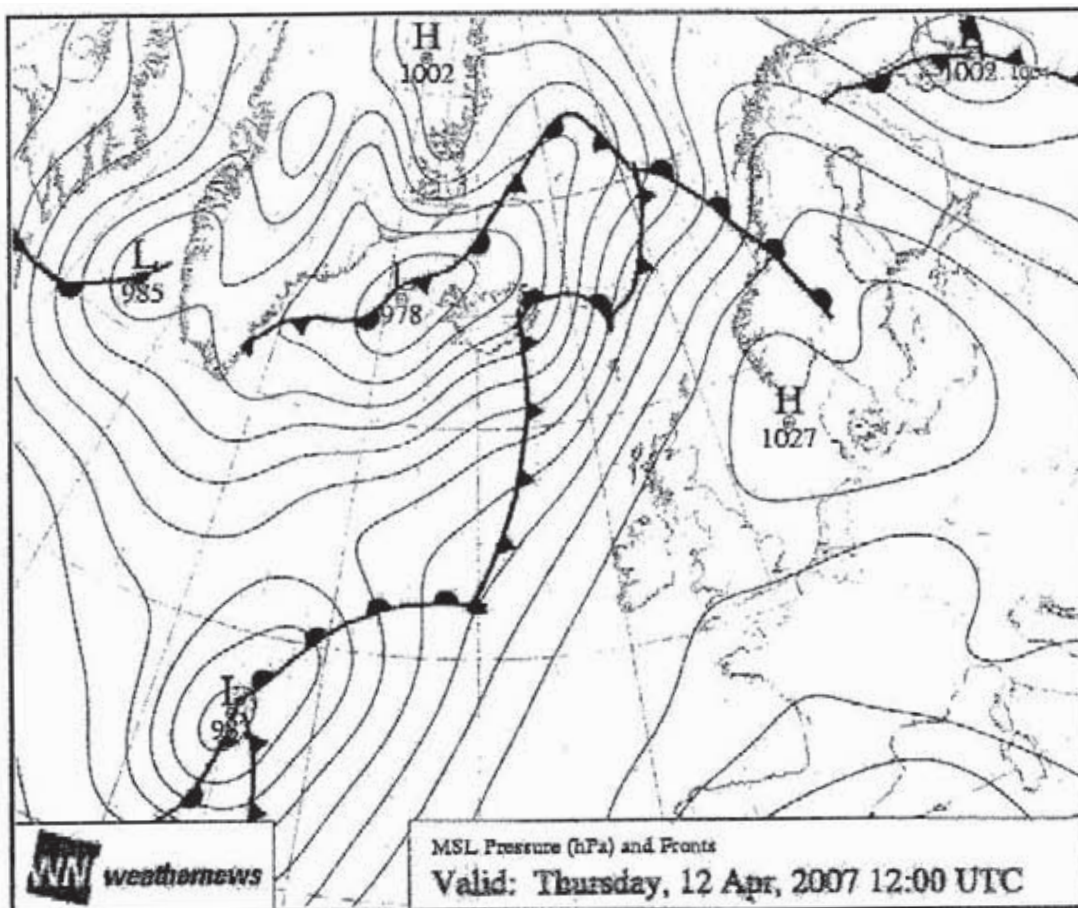 H
1002
H
1002
L
985
L
978
H
1027
L
WNI weathernews
MSL Pressure (hPa) and Fronts
Valid: Thursday, 12 Apr, 2007 12:00 UTC